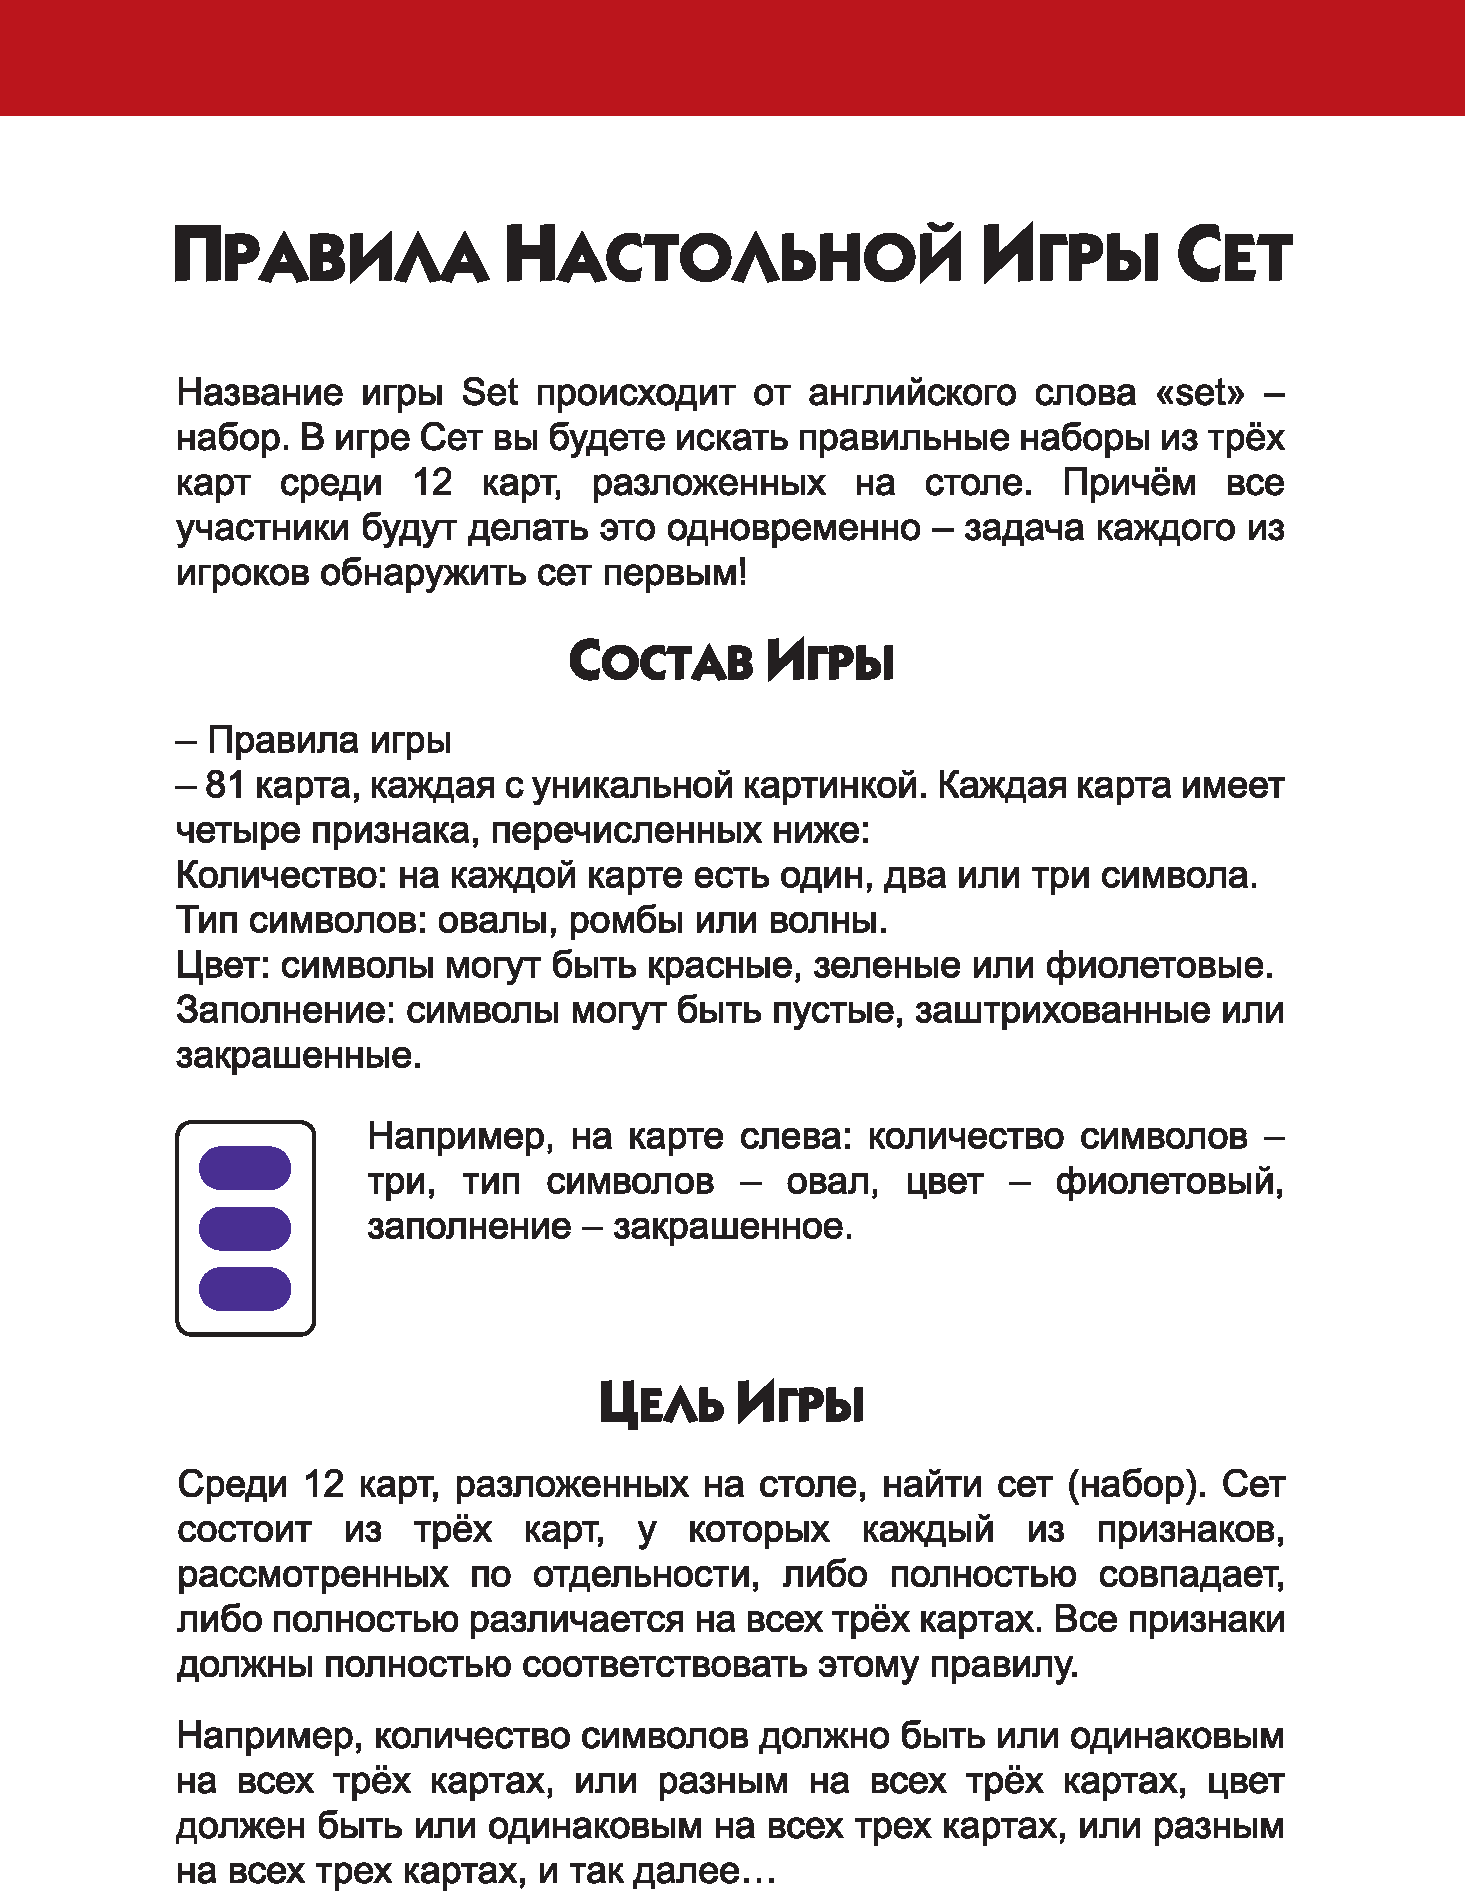 Правила Настольной Игры Сет
Название игры Set происходит от английского слова «set» –
набор. В игре Сет вы будете искать правильные наборы из трёх
карт среди 12 карт, разложенных на столе. Причём все
участники будут делать это одновременно – задача каждого из
игроков обнаружить сет первым!
Состав Игры
– Правила игры
– 81 карта, каждая с уникальной картинкой. Каждая карта имеет
четыре признака, перечисленных ниже:
Количество: на каждой карте есть один, два или три символа.
Тип символов: овалы, ромбы или волны.
Цвет: символы могут быть красные, зеленые или фиолетовые.
Заполнение: символы могут быть пустые, заштрихованные или
закрашенные.
Например, на карте слева: количество символов –
три, тип символов – овал, цвет – фиолетовый,
заполнение – закрашенное.
Цель Игры
Среди 12 карт, разложенных на столе, найти сет (набор). Сет
состоит из трёх карт, у которых каждый из признаков,
рассмотренных по отдельности, либо полностью совпадает,
либо полностью различается на всех трёх картах. Все признаки
должны полностью соответствовать этому правилу.
Например, количество символов должно быть или одинаковым
на всех трёх картах, или разным на всех трёх картах, цвет
должен быть или одинаковым на всех трех картах, или разным
на всех трех картах, и так далее…